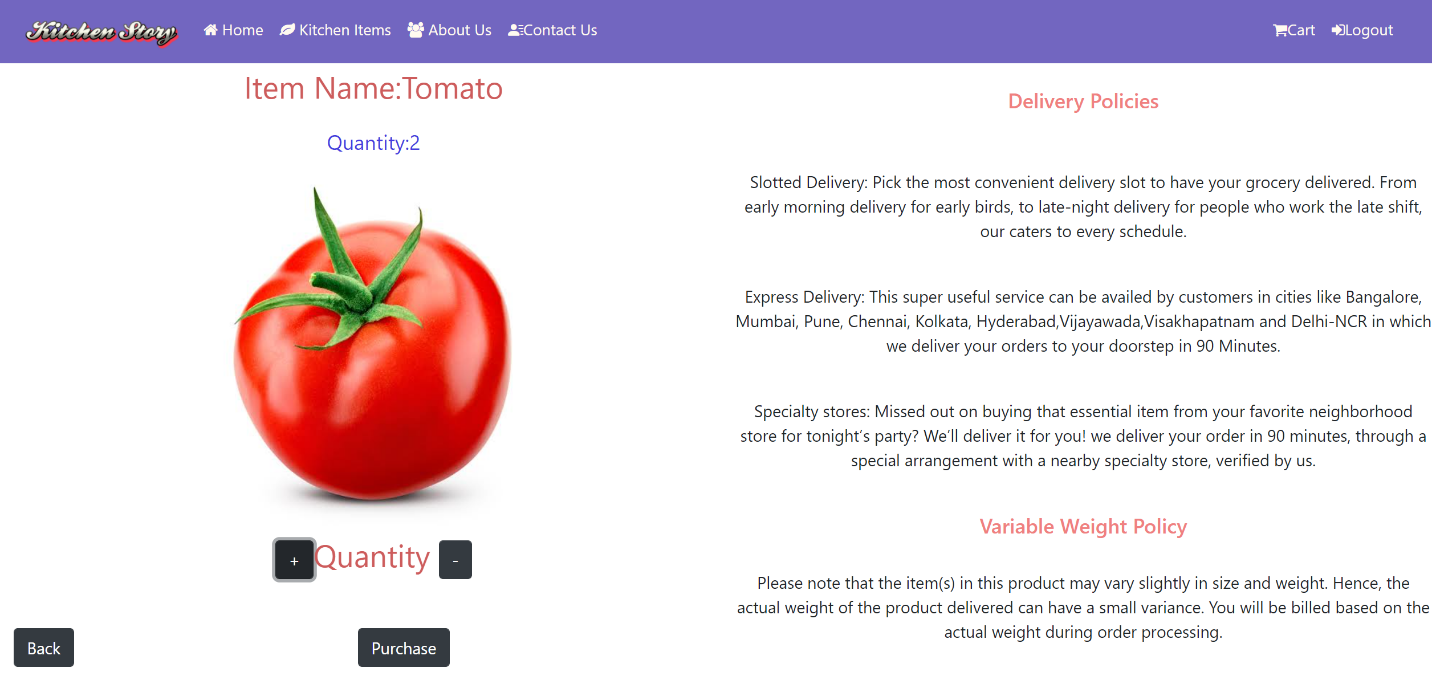 Kitchen Story Home Kitchen Items About Us Contact Us Cart Logout
Item Name:Tomato
Quantity:2
+ Quantity -
Back Purchase
Delivery Policies
Slotted Delivery: Pick the most convenient delivery slot to have your grocery delivered. From
early morning delivery for early birds, to late-night delivery for people who work the late shift,
our caters to every schedule.
Express Delivery: This super useful service can be availed by customers in cities like Bangalore,
Mumbai, Pune, Chennai, Kolkata, Hyderabad,Vijayawada,Visakhapatnam and Delhi-NCR in which
we deliver your orders to your doorstep in 90 Minutes.
Specialty stores: Missed out on buying that essential item from your favorite neighborhood
store for tonight's party? We'll deliver it for you! we deliver your order in 90 minutes, through a
special arrangement with a nearby specialty store, verified by us.
Variable Weight Policy
Please note that the item(s) in this product may vary slightly in size and weight. Hence, the
actual weight of the product delivered can have a small variance. You will be billed based on the
actual weight during order processing.